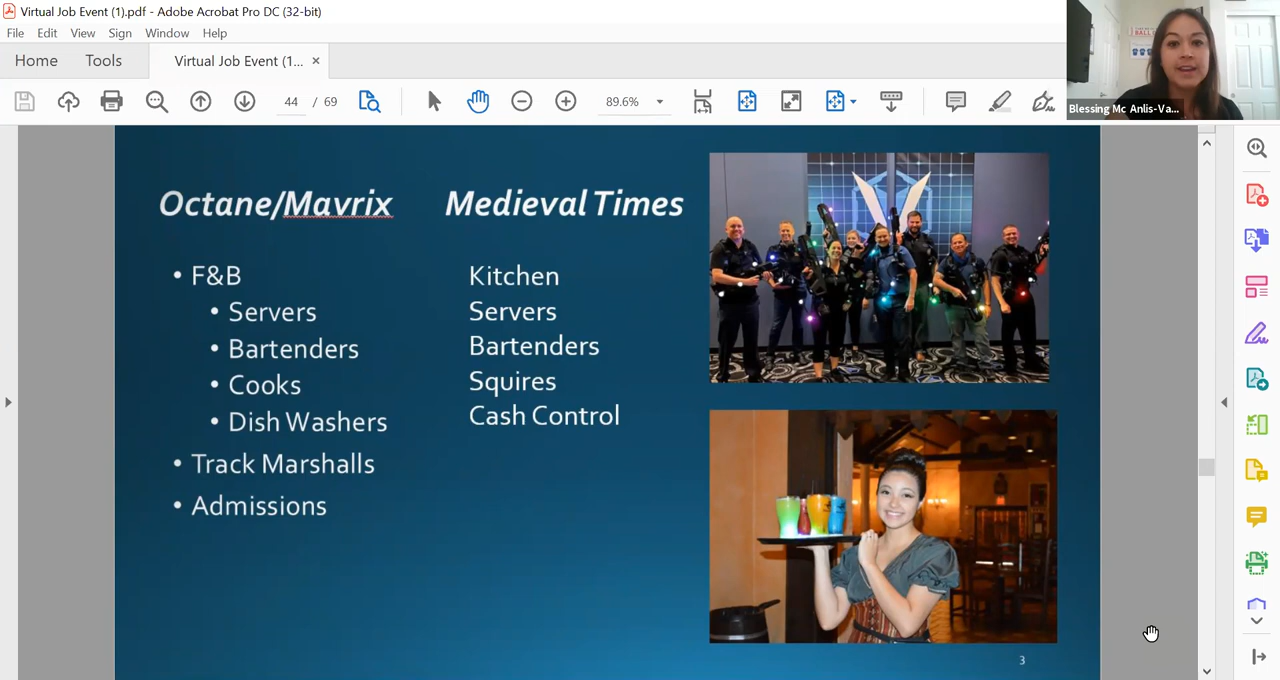 Virtual Job Event (1).pdf - Adobe Acrobat Pro DC (32-bit)
File Edit View Sign Window Help
Home Tools Virtual Job Event (1... ×
44 / 69 89.6%
Blessing Mc Anlis-Va...
Octane/Mavrix
• F&B
• Servers
• Bartenders
• Cooks
• Dish Washers
• Track Marshalls
• Admissions
Medieval Times
Kitchen
Servers
Bartenders
Squires
Cash Control
3